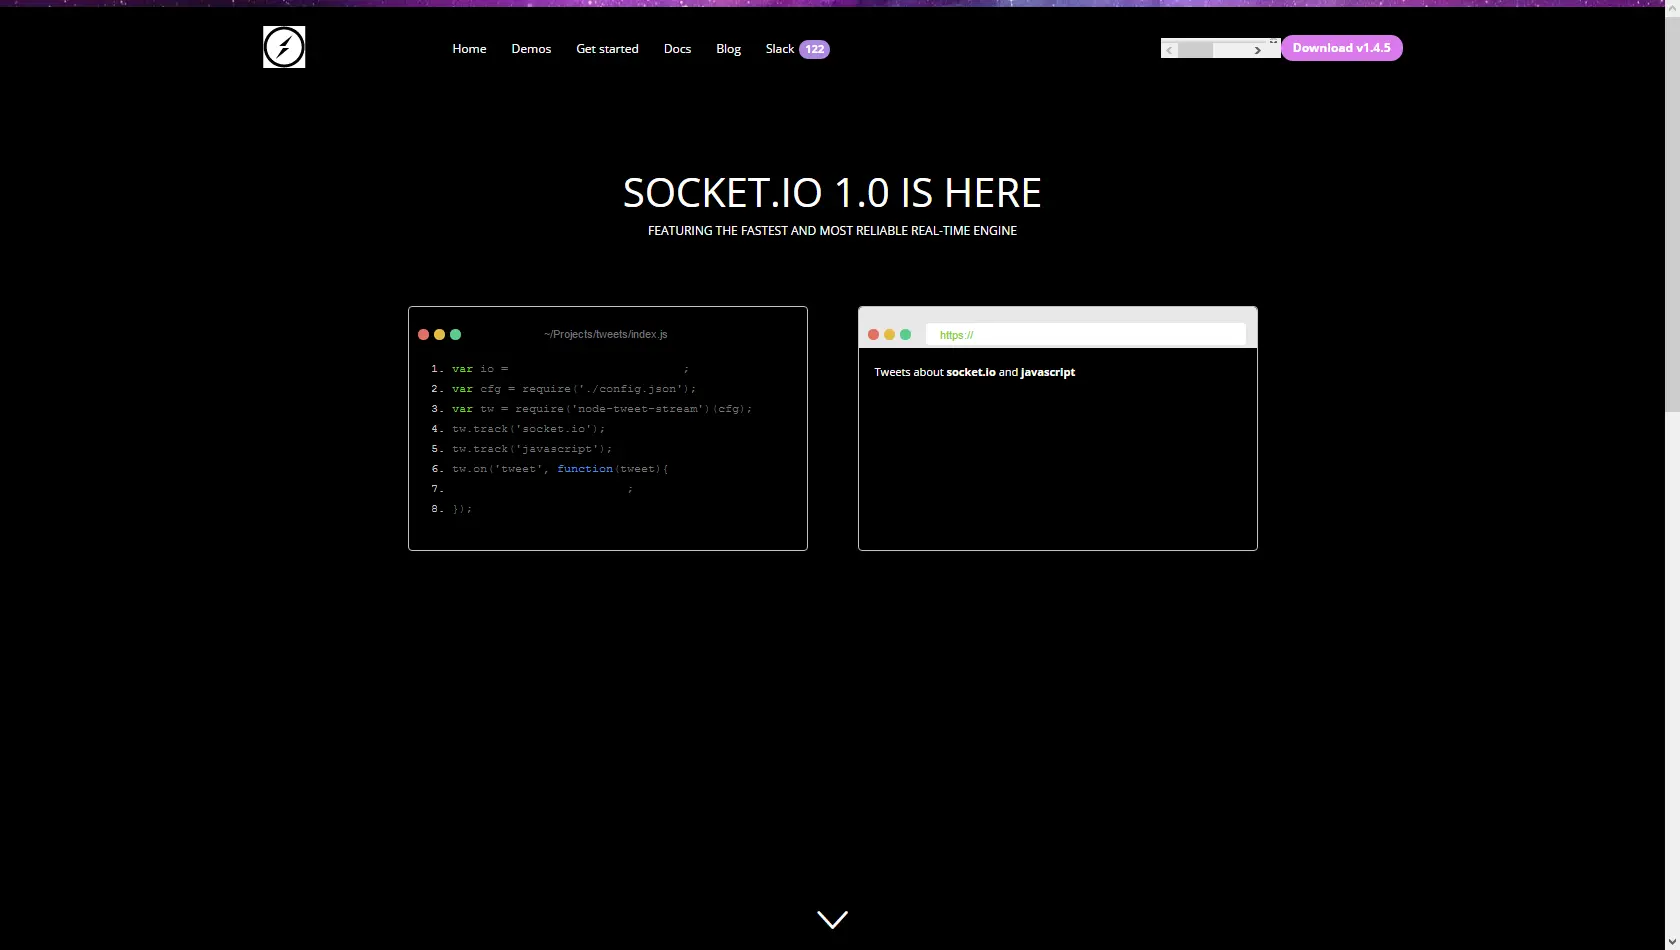 Home Demos Get started Docs Blog Slack 122 Download v1.4.5
SOCKET.IO 1.0 IS HERE
FEATURING THE FASTEST AND MOST RELIABLE REAL-TIME ENGINE
~/Projects/tweets/index.js
1. var io = ;
2. var cfg = require('./config.json');
3. var tw = require('node-tweet-stream')(cfg);
4. tw.track('socket.io');
5. tw.track('javascript');
6. tw.on('tweet', function(tweet){
7. ;
8. });
https://
Tweets about socket.io and javascript